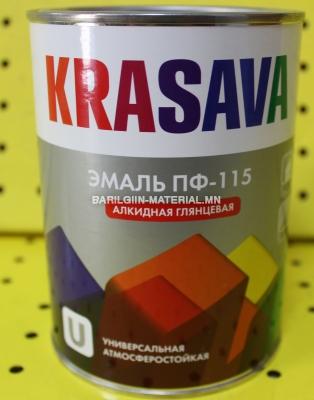 KRASAVA
ЭМАЛЬ ПФ-115
BARILGIIN-MATERIAL.MN
АЛКИДНАЯ ГЛЯНЦЕВАЯ
U
УНИВЕРСАЛЬНАЯ
АТМОСФЕРОСТОЙКАЯ